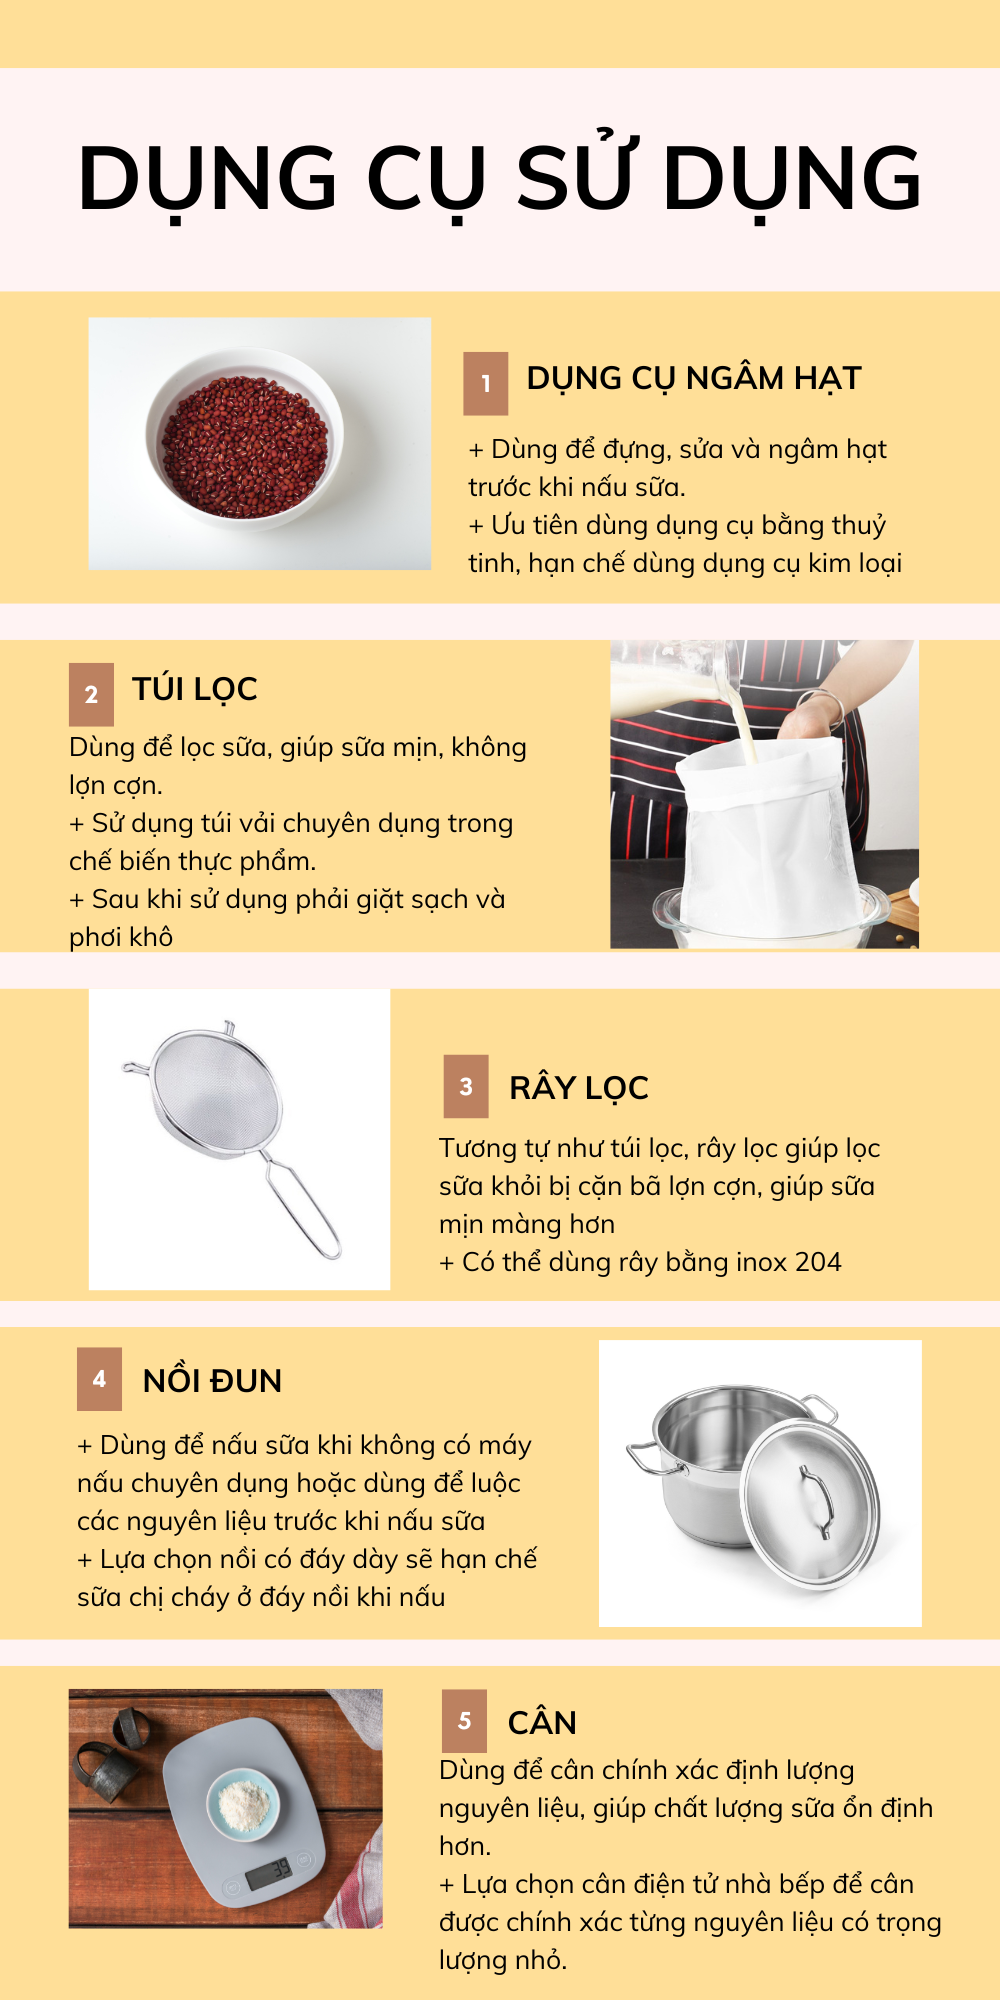 DỤNG CỤ SỬ DỤNG
1
DỤNG CỤ NGÂM HẠT
+ Dùng để đựng, sửa và ngâm hạt
trước khi nấu sữa.
+ Ưu tiên dùng dụng cụ bằng thuỷ
tinh, hạn chế dùng dụng cụ kim loại
2
TÚI LỌC
Dùng để lọc sữa, giúp sữa mịn, không
lợn cợn.
+ Sử dụng túi vải chuyên dụng trong
chế biến thực phẩm.
+ Sau khi sử dụng phải giặt sạch và
phơi khô
3
RÂY LỌC
Tương tự như túi lọc, rây lọc giúp lọc
sữa khỏi bị cặn bã lợn cợn, giúp sữa
mịn màng hơn
+ Có thể dùng rây bằng inox 204
4
NỒI ĐUN
+ Dùng để nấu sữa khi không có máy
nấu chuyên dụng hoặc dùng để luộc
các nguyên liệu trước khi nấu sữa
+ Lựa chọn nồi có đáy dày sẽ hạn chế
sữa chị cháy ở đáy nồi khi nấu
39
5
CÂN
Dùng để cân chính xác định lượng
nguyên liệu, giúp chất lượng sữa ổn định
hơn.
+ Lựa chọn cân điện tử nhà bếp để cân
được chính xác từng nguyên liệu có trọng
lượng nhỏ.